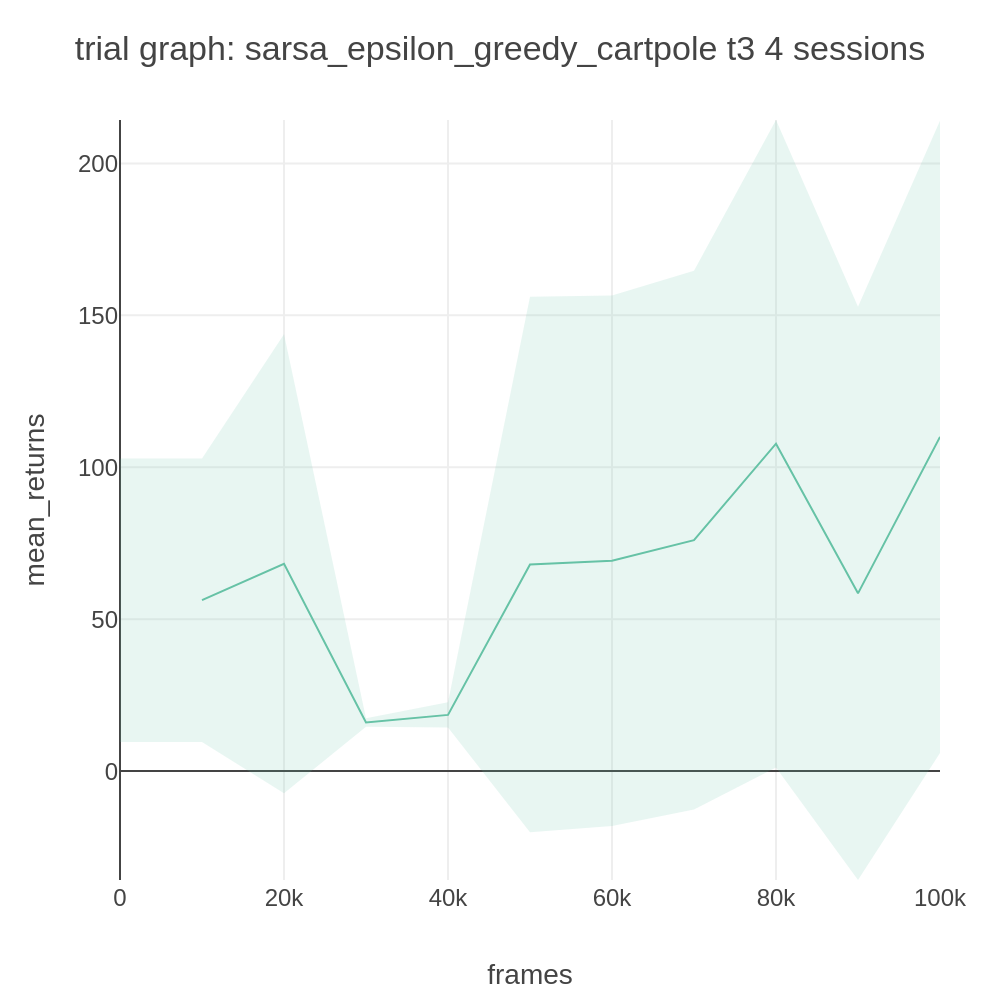 trial graph: sarsa_epsilon_greedy_cartpole t3 4 sessions
200
150
100
50
0
mean_returns
0 20k 40k 60k 80k 100k
frames